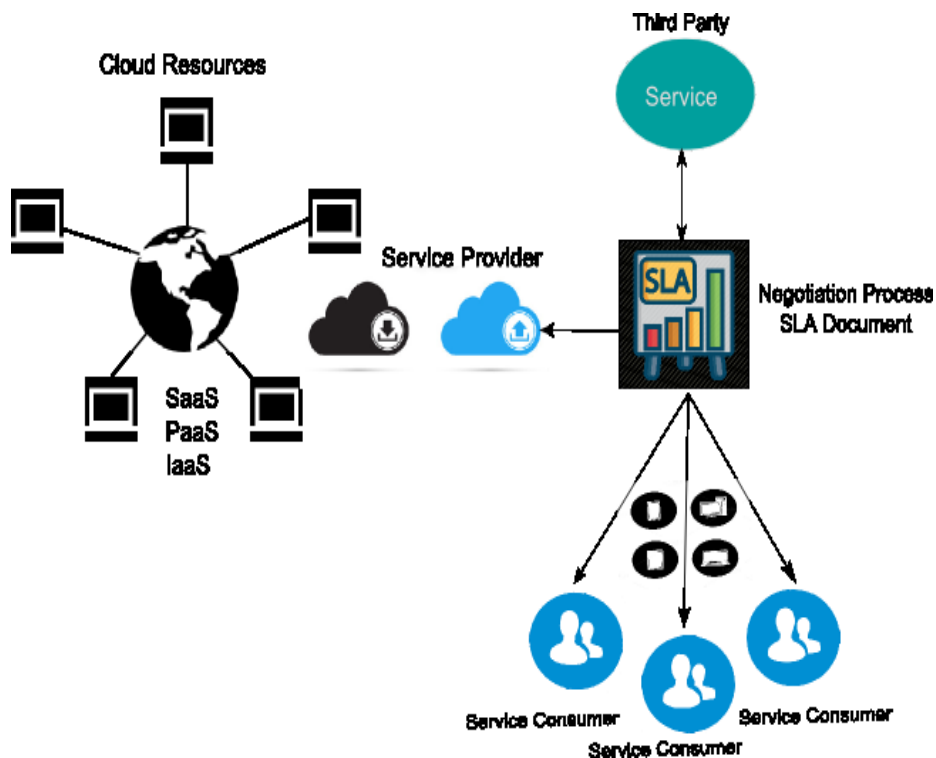 Third Party
Cloud Resources
Service
Service Provider
SLA
Negotiation Process
SLA Document
SaaS
PaaS
IaaS
Service Consumer
Service Consumer
Service Consumer